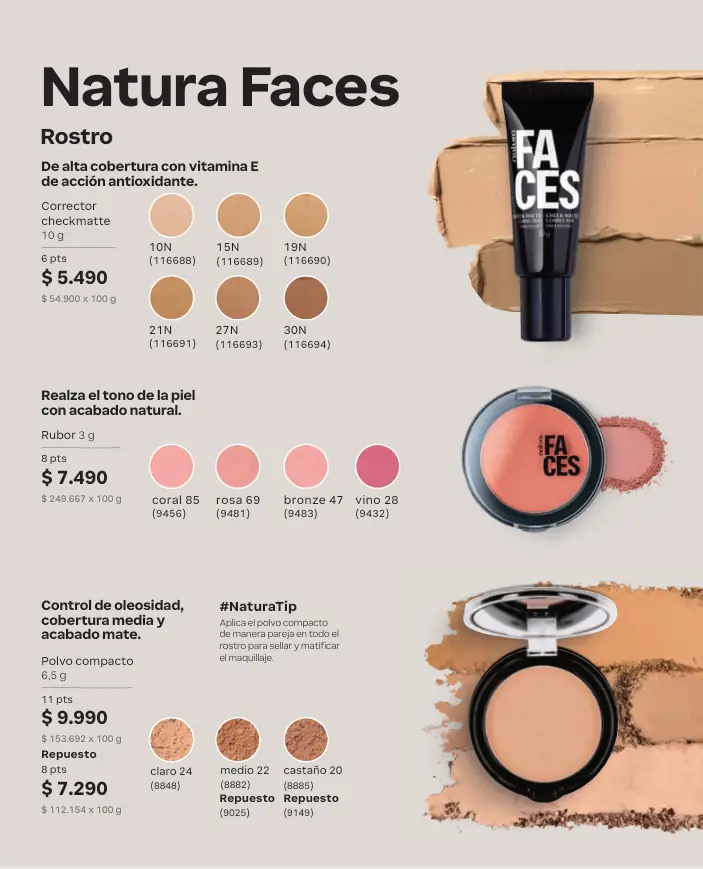 Natura Faces
Rostro
De alta cobertura con vitamina E
de acción antioxidante.
Corrector
checkmatte
10 g
6 pts
$ 5.490
$ 54.900 x 100 g
10N
(116688)
15N
(116689)
19N
(116690)
21N
(116691)
27N
(116693)
30N
(116694)
natura
FA
CES
Realza el tono de la piel
con acabado natural.
Rubor 3 g
8 pts
$ 7.490
$ 249.667 x 100 g
coral 85
(9456)
rosa 69
(9481)
bronze 47
(9483)
vino 28
(9432)
natura
FA
CES
Control de oleosidad,
cobertura media y
acabado mate.
Polvo compacto
6,5 g
11 pts
$ 9.990
$ 153.692 x 100 g
Repuesto
8 pts
$ 7.290
$ 112.154 x 100 g
#NaturaTip
Aplica el polvo compacto
de manera pareja en todo el
rostro para sellar y matificar
el maquillaje.
claro 24
(8848)
medio 22
(8882)
Repuesto
(9025)
castaño 20
(8885)
Repuesto
(9149)